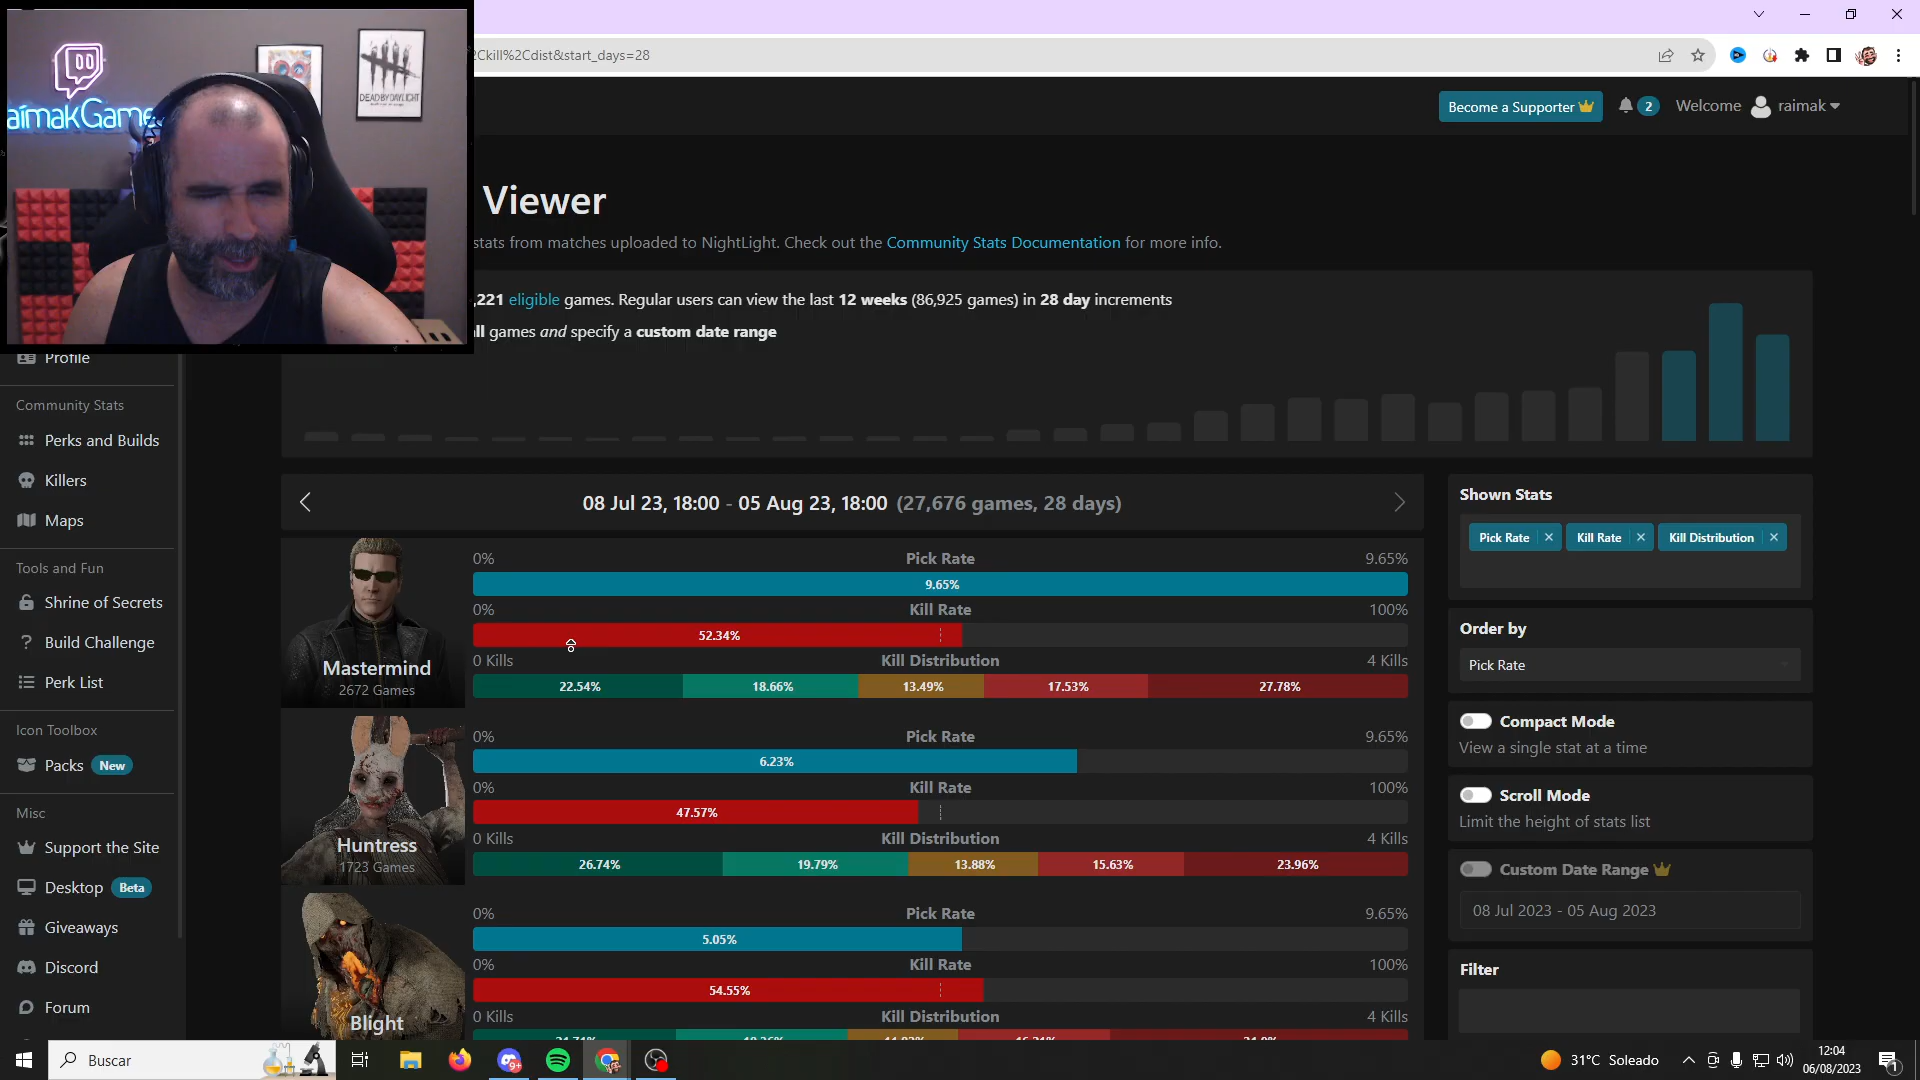 aimakGame
DEAD BY DAYLIGHT
2Ckill%2Cdist&start_days=28
Become a Supporter
2
Welcome
raimak
Viewer
stats from matches uploaded to NightLight. Check out the Community Stats Documentation for more info.
,221 eligible games. Regular users can view the last 12 weeks (86,925 games) in 28 day increments
all games and specify a custom date range
Profile
Community Stats
Perks and Builds
Killers
Maps
Tools and Fun
Shrine of Secrets
Build Challenge
Perk List
Icon Toolbox
Packs New
Misc
Support the Site
Desktop Beta
Giveaways
Discord
Forum
08 Jul 23, 18:00 - 05 Aug 23, 18:00 (27,676 games, 28 days)
Mastermind
2672 Games
0% Pick Rate 9.65%
9.65%
0% Kill Rate 100%
52.34%
0 Kills Kill Distribution 4 Kills
22.54% 18.66% 13.49% 17.53% 27.78%
Huntress
1723 Games
0% Pick Rate 9.65%
6.23%
0% Kill Rate 100%
47.57%
0 Kills Kill Distribution 4 Kills
26.74% 19.79% 13.88% 15.63% 23.96%
Blight
0% Pick Rate 9.65%
5.05%
0% Kill Rate 100%
54.55%
0 Kills Kill Distribution 4 Kills
Shown Stats
Pick Rate × Kill Rate × Kill Distribution ×
Order by
Pick Rate
Compact Mode
View a single stat at a time
Scroll Mode
Limit the height of stats list
Custom Date Range
08 Jul 2023 - 05 Aug 2023
Filter
Buscar
9+
31°C Soleado
12:04
06/08/2023
1